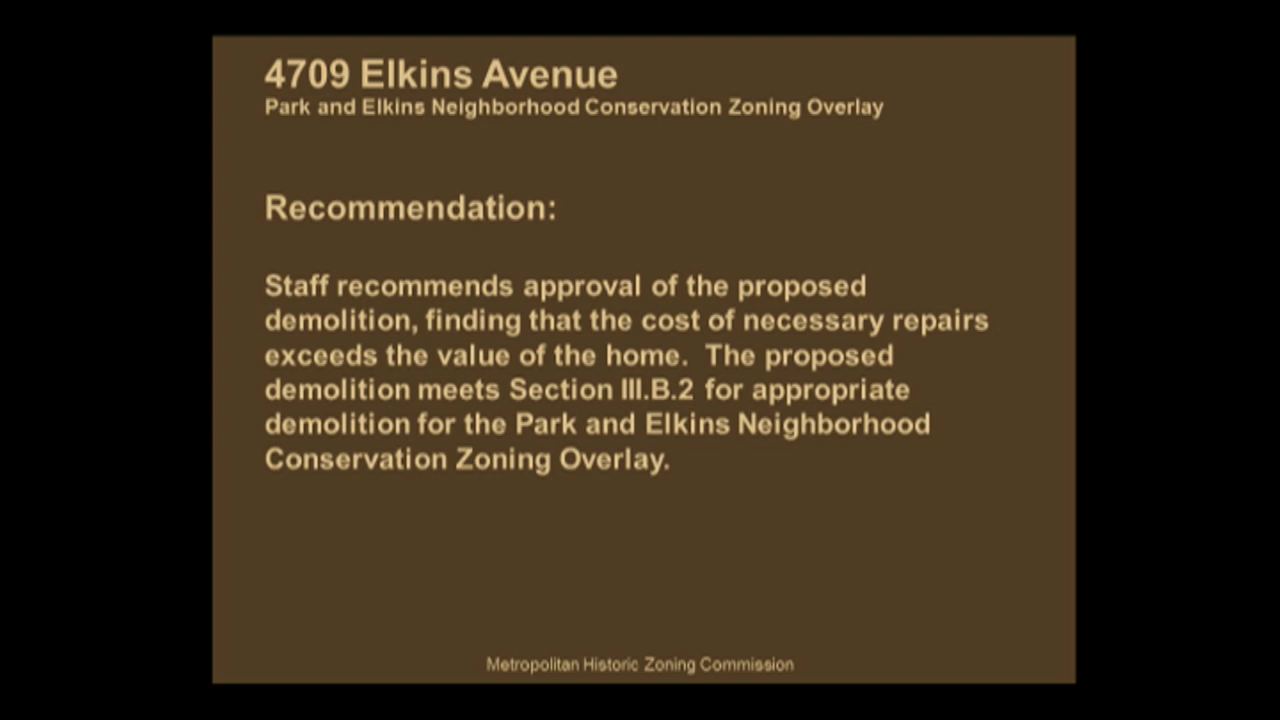 4709 Elkins Avenue
Park and Elkins Neighborhood Conservation Zoning Overlay
Recommendation:
Staff recommends approval of the proposed
demolition, finding that the cost of necessary repairs
exceeds the value of the home.  The proposed
demolition meets Section III.B.2 for appropriate
demolition for the Park and Elkins Neighborhood
Conservation Zoning Overlay.
Metropolitan Historic Zoning Commission